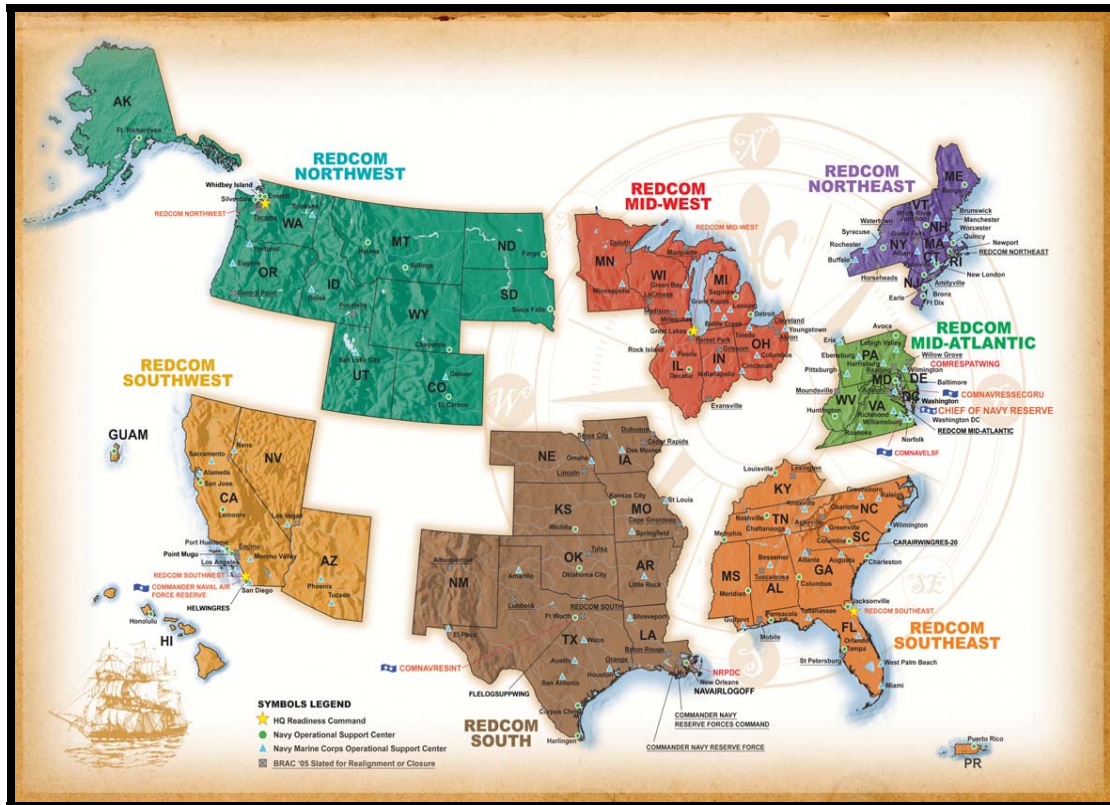 AK
Ft. Richardson
REDCOM
NORTHWEST
Whidbey Island
Silverdale
Everett
REDCOM NORTHWEST
Tacoma
Spokane
WA
Portland
Eugene
OR
Central Point
MT
Helena
Billings
ID
Boise
Pocatello
ND
Fargo
SD
Sioux Falls
WY
Cheyenne
Salt Lake City
UT
CO
Denver
Ft Carson
REDCOM
MID-WEST
REDCOM MID-WEST
Duluth
MN
Minneapolis
WI
Green Bay
LaCrosse
Marquette
Madison
Milwaukee
MI
Saginaw
Grand Rapids
Lansing
Battle Creek
Detroit
Great Lakes
Forest Park
Rock Island
Peoria
IL
Decatur
IN
Grissom
Indianapolis
Evansville
Toledo
Cleveland
Youngstown
Akron
OH
Columbus
Cincinnati
REDCOM
NORTHEAST
ME
Bangor
VT
White River
Junction
NH
Brunswick
Manchester
Worcester
Quincy
Watertown
Syracuse
Rochester
Buffalo
Horseheads
NY
Glens Falls
Albany
MA
CT
RI
Newport
REDCOM NORTHEAST
New London
Amityville
Bronx
Ft Dix
NJ
Earle
REDCOM
MID-ATLANTIC
Avoca
Lehigh Valley
Willow Grove
COMRESPATWING
Erie
Ebensburg
PA
Harrisburg
Reading
Pittsburgh
Wilmington
DE
Baltimore
MD
Adelphi
DC
COMNAVRESSECGRU
Moundsville
WV
Huntington
VA
Richmond
Williamsburg
Roanoke
Washington
CHIEF OF NAVY RESERVE
Washington DC
REDCOM MID-ATLANTIC
Norfolk
COMNAVELSF
REDCOM
SOUTHWEST
GUAM
Reno
NV
Sacramento
Alameda
San Jose
CA
Lemoore
Las Vegas
Port Hueneme
Point Mugu
Encino
Moreno Valley
Los Angeles
REDCOM SOUTHWEST
COMMANDER NAVAL AIR
FORCE RESERVE
San Diego
HELWINGRES
AZ
Phoenix
Tucson
Honolulu
HI
NE
Sioux City
Omaha
Lincoln
Dubuque
Cedar Rapids
Des Moines
IA
KS
Wichita
Kansas City
St Louis
MO
Cape Girardeau
Springfield
OK
Tulsa
Oklahoma City
AR
Little Rock
Albuquerque
NM
El Paso
Amarillo
Lubbock
REDCOM SOUTH
Ft Worth
TX
Waco
Austin
San Antonio
Orange
Houston
Corpus Christi
Harlingen
Shreveport
LA
Baton Rouge
NRPDC
New Orleans
NAVAIRLOGOFF
COMNAVRESINT
FLELOGSUPPWING
COMMANDER NAVY
RESERVE FORCES COMMAND
COMMANDER NAVY RESERVE FORCE
REDCOM
SOUTH
Louisville
Lexington
KY
Nashville
Knoxville
TN
Chattanooga
Memphis
Asheville
Greensboro
Raleigh
Charlotte
NC
Wilmington
Greenville
Columbia
SC
CARAIRWINGRES-20
Charleston
Bessemer
Atlanta
Augusta
GA
Tuscaloosa
Columbus
MS
Meridian
AL
Gulfport
Mobile
Pensacola
Tallahassee
Jacksonville
REDCOM SOUTHEAST
FL
Orlando
Tampa
St Petersburg
West Palm Beach
Miami
REDCOM
SOUTHEAST
Puerto Rico
PR
SYMBOLS LEGEND
HQ Readiness Command
Navy Operational Support Center
Navy Marine Corps Operational Support Center
BRAC '05 Slated for Realignment or Closure
N
W
S
SE